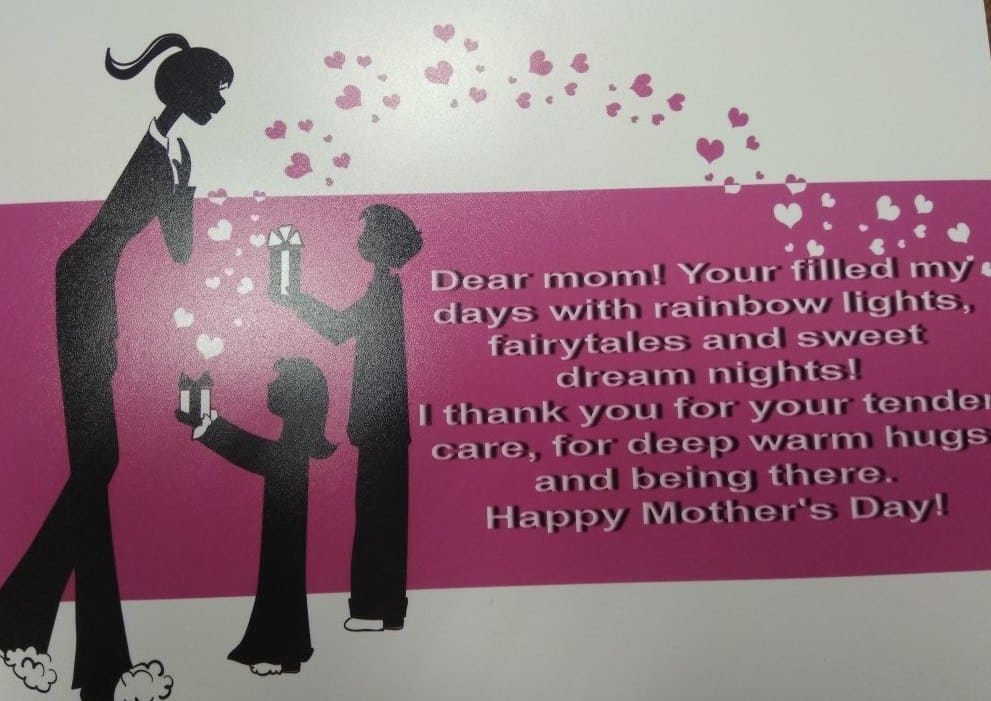 Dear mom! Your filled my
days with rainbow lights,
fairytales and sweet
dream nights!
I thank you for your tender
care, for deep warm hugs
and being there.
Happy Mother's Day!